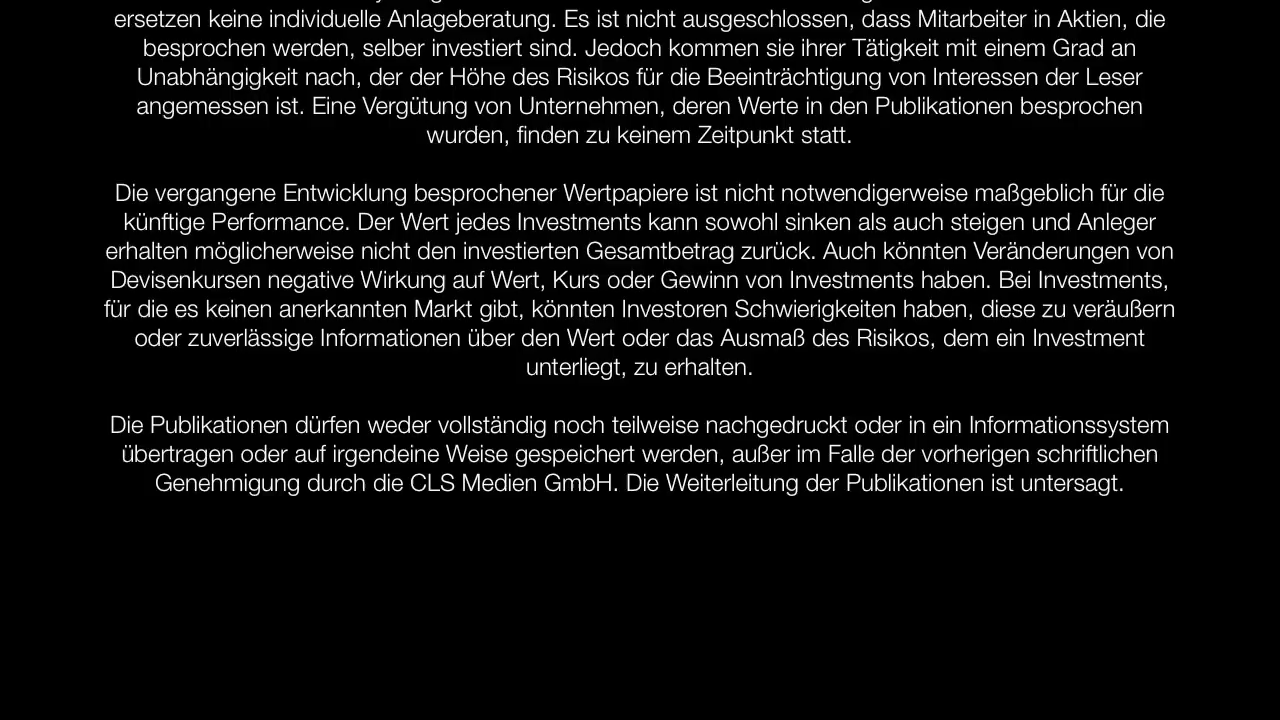 ersetzen keine individuelle Anlageberatung. Es ist nicht ausgeschlossen, dass Mitarbeiter in Aktien, die
besprochen werden, selber investiert sind. Jedoch kommen sie ihrer Tätigkeit mit einem Grad an
Unabhängigkeit nach, der der Höhe des Risikos für die Beeinträchtigung von Interessen der Leser
angemessen ist. Eine Vergütung von Unternehmen, deren Werte in den Publikationen besprochen
wurden, finden zu keinem Zeitpunkt statt.
Die vergangene Entwicklung besprochener Wertpapiere ist nicht notwendigerweise maßgeblich für die
künftige Performance. Der Wert jedes Investments kann sowohl sinken als auch steigen und Anleger
erhalten möglicherweise nicht den investierten Gesamtbetrag zurück. Auch könnten Veränderungen von
Devisenkursen negative Wirkung auf Wert, Kurs oder Gewinn von Investments haben. Bei Investments,
für die es keinen anerkannten Markt gibt, könnten Investoren Schwierigkeiten haben, diese zu veräußern
oder zuverlässige Informationen über den Wert oder das Ausmaß des Risikos, dem ein Investment
unterliegt, zu erhalten.
Die Publikationen dürfen weder vollständig noch teilweise nachgedruckt oder in ein Informationssystem
übertragen oder auf irgendeine Weise gespeichert werden, außer im Falle der vorherigen schriftlichen
Genehmigung durch die CLS Medien GmbH. Die Weiterleitung der Publikationen ist untersagt.